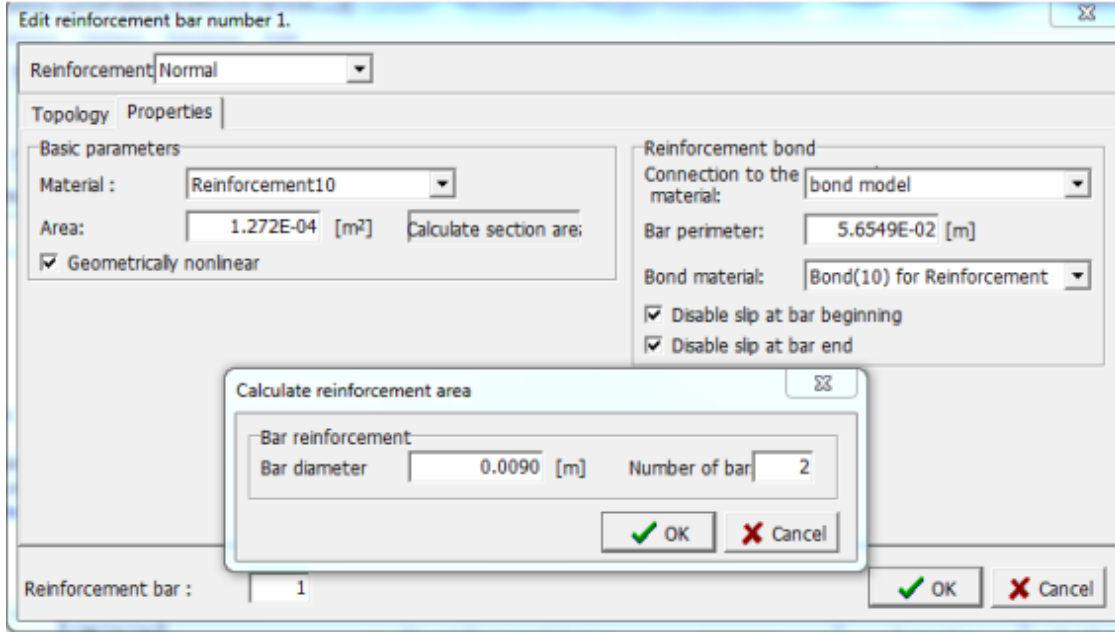 Edit reinforcement bar number 1.
Reinforcement Normal
Topology Properties
Basic parameters
Material : Reinforcement10
Area: 1.272E-04 [m²] Calculate section area
Geometrically nonlinear
Reinforcement bond
Connection to the material: bond model
Bar perimeter: 5.6549E-02 [m]
Bond material: Bond(10) for Reinforcement
Disable slip at bar beginning
Disable slip at bar end
Calculate reinforcement area
Bar reinforcement
Bar diameter 0.0090 [m] Number of bar 2
OK Cancel
Reinforcement bar : 1
OK Cancel